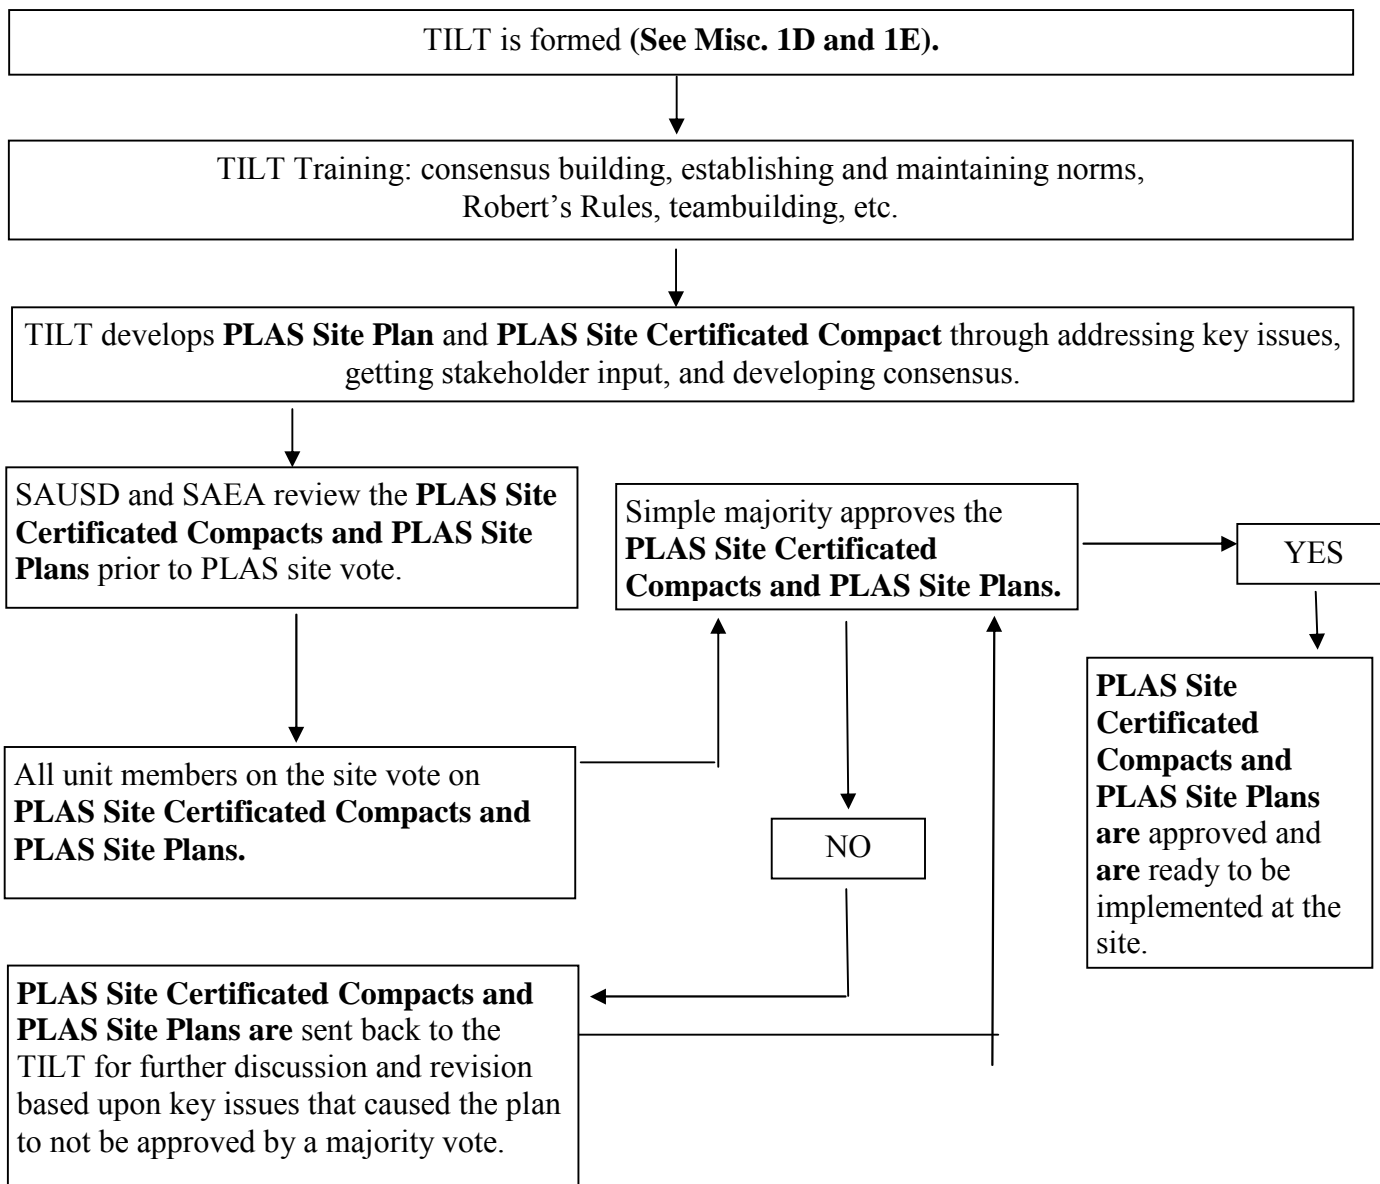 TILT is formed (See Misc. 1D and 1E).
TILT Training: consensus building, establishing and maintaining norms,
Robert's Rules, teambuilding, etc.
TILT develops PLAS Site Plan and PLAS Site Certificated Compact through addressing key issues,
getting stakeholder input, and developing consensus.
SAUSD and SAEA review the PLAS Site
Certificated Compacts and PLAS Site
Plans prior to PLAS site vote.
Simple majority approves the
PLAS Site Certificated
Compacts and PLAS Site Plans.
YES
PLAS Site
Certificated
Compacts and
PLAS Site Plans
are approved and
are ready to be
implemented at the
site.
All unit members on the site vote on
PLAS Site Certificated Compacts and
PLAS Site Plans.
NO
PLAS Site Certificated Compacts and
PLAS Site Plans are sent back to the
TILT for further discussion and revision
based upon key issues that caused the plan
to not be approved by a majority vote.